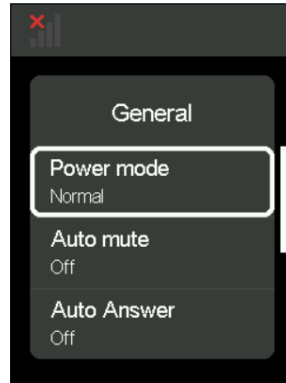 General
Power mode
Normal
Auto mute
Off
Auto Answer
Off